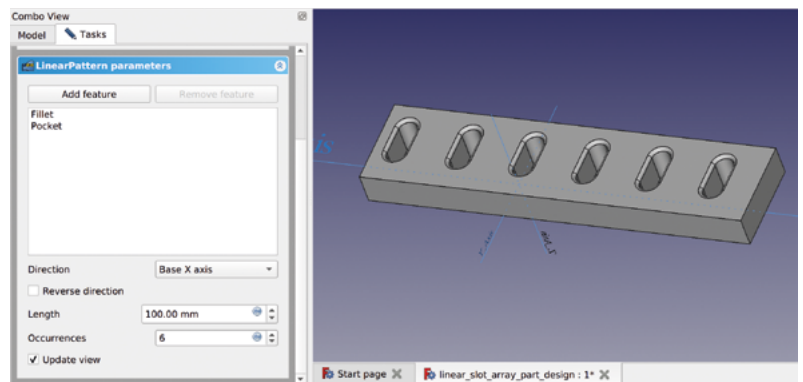 Combo View
Model
Tasks
LinearPattern parameters
Add feature
Remove feature
Fillet
Pocket
Direction
Base X axis
Reverse direction
Length
100.00 mm
Occurrences
6
Update view
is
Start page
linear_slot_array_part_design : 1*